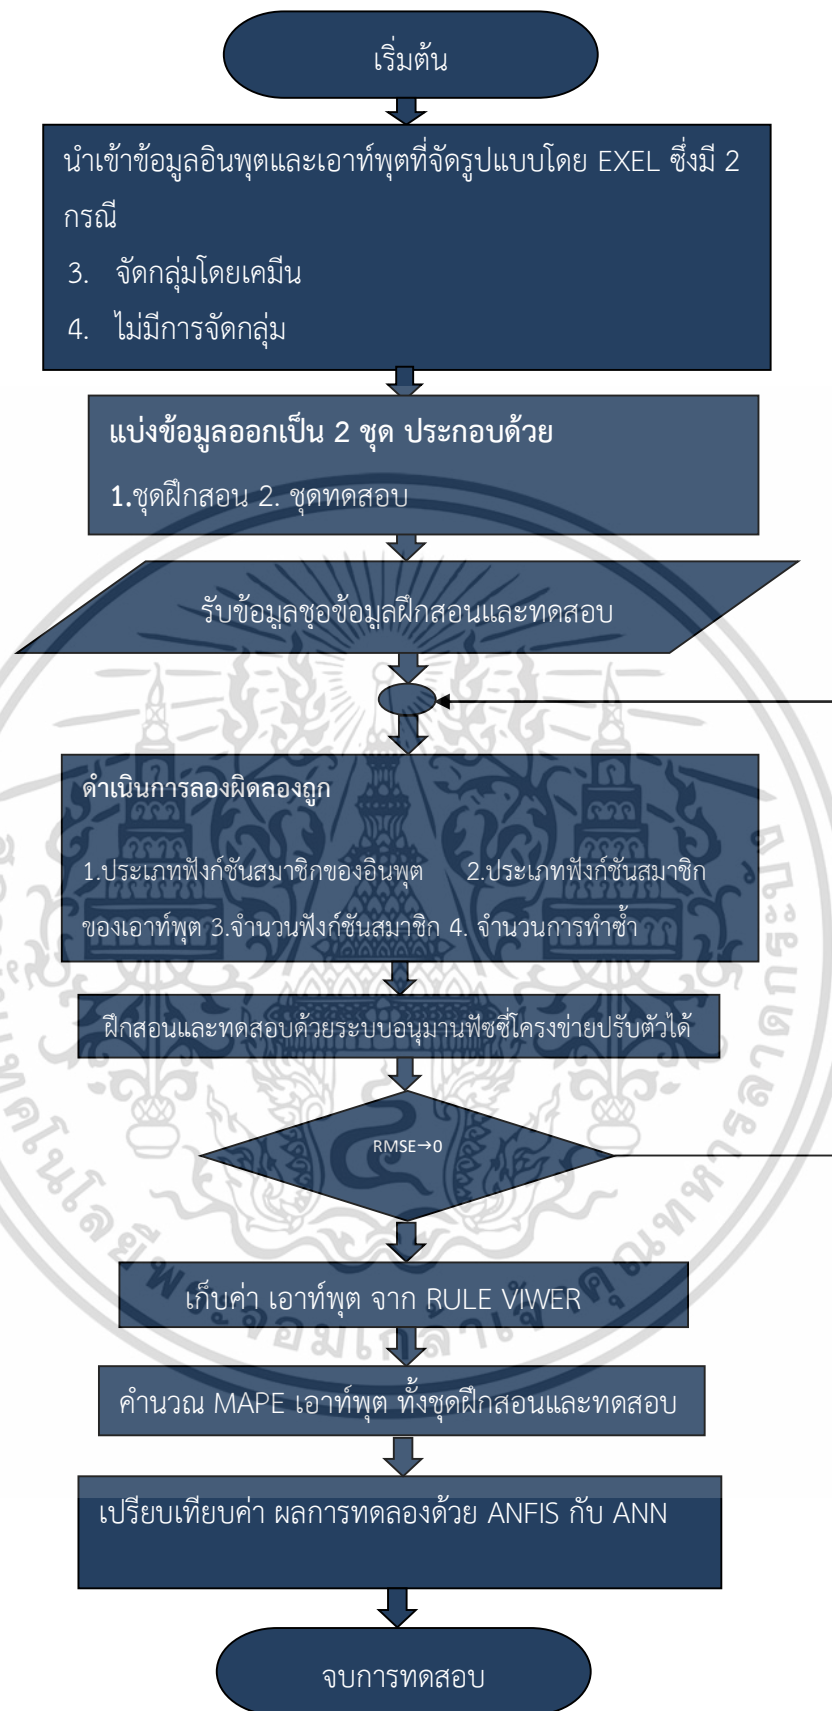 เริ่มต้น
นำเข้าข้อมูลอินพุตและเอาท์พุตที่จัดรูปแบบโดย EXEL ซึ่งมี 2
กรณี
3. จัดกลุ่มโดยเคมีน
4. ไม่มีการจัดกลุ่ม
แบ่งข้อมูลออกเป็น 2 ชุด ประกอบด้วย
1.ชุดฝึกสอน 2. ชุดทดสอบ
รับข้อมูลชุอข้อมูลฝึกสอนและทดสอบ
ดำเนินการลองผิดลองถูก
1.ประเภทฟังก์ชันสมาชิกของอินพุต 2.ประเภทฟังก์ชันสมาชิก
ของเอาท์พุต 3.จำนวนฟังก์ชันสมาชิก 4. จำนวนการทำซ้ำ
ฝึกสอนและทดสอบด้วยระบบอนุมานฟัซซี่โครงข่ายปรับตัวได้
RMSE→0
เก็บค่า เอาท์พุต จาก RULE VIWER
คำนวณ MAPE เอาท์พุต ทั้งชุดฝึกสอนและทดสอบ
เปรียบเทียบค่า ผลการทดลองด้วย ANFIS กับ ANN
จบการทดสอบ